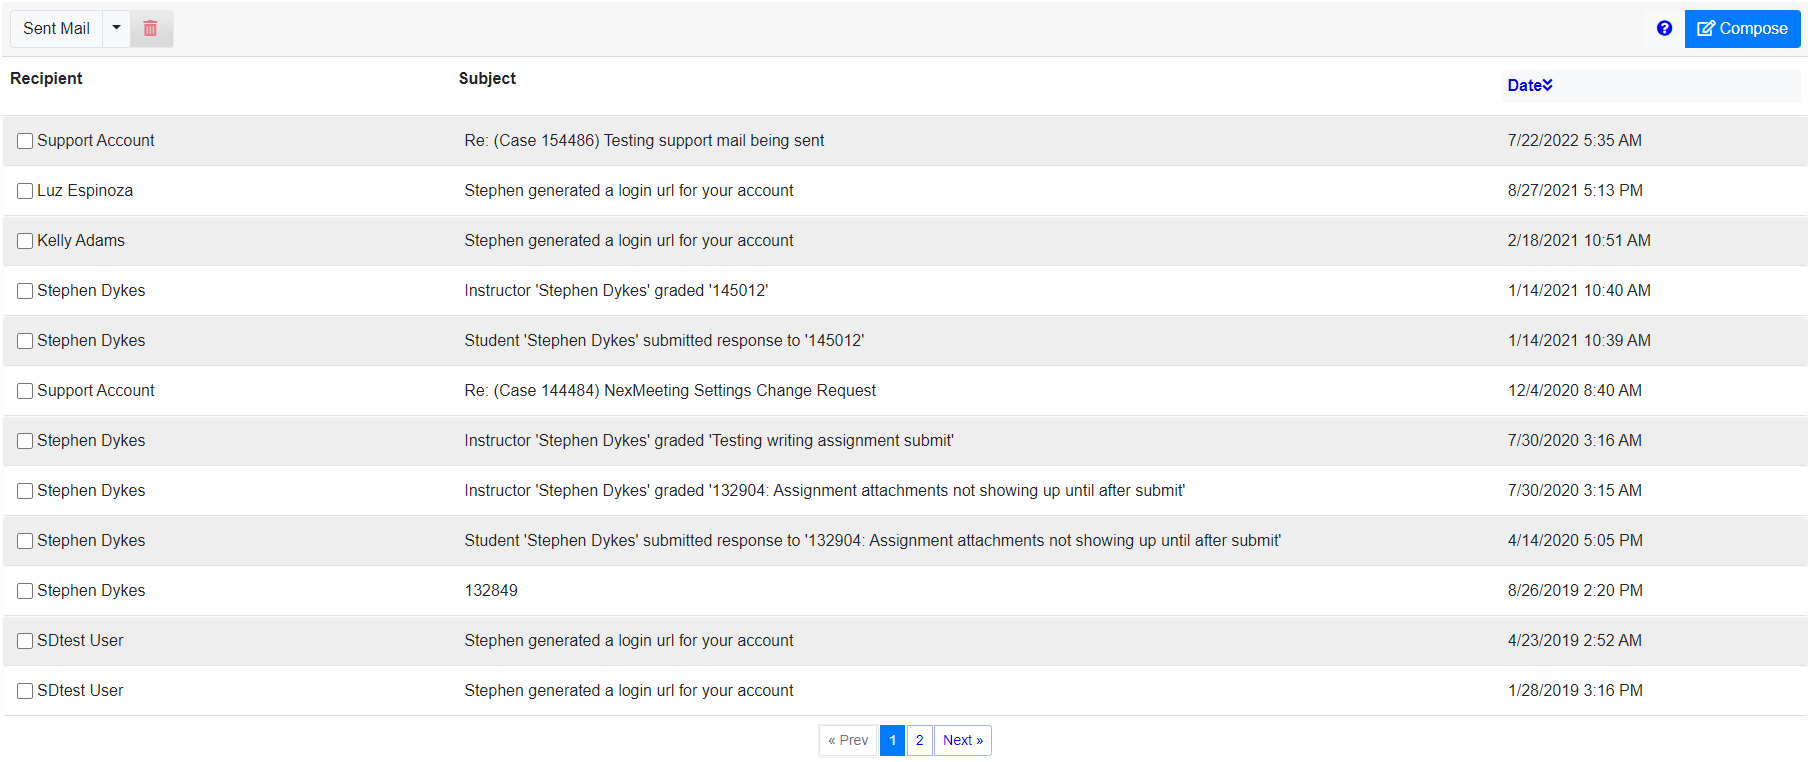 Sent Mail
Compose
Recipient Subject Date
Support Account Re: (Case 154486) Testing support mail being sent 7/22/2022 5:35 AM
Luz Espinoza Stephen generated a login url for your account 8/27/2021 5:13 PM
Kelly Adams Stephen generated a login url for your account 2/18/2021 10:51 AM
Stephen Dykes Instructor 'Stephen Dykes' graded '145012' 1/14/2021 10:40 AM
Stephen Dykes Student 'Stephen Dykes' submitted response to '145012' 1/14/2021 10:39 AM
Support Account Re: (Case 144484) NexMeeting Settings Change Request 12/4/2020 8:40 AM
Stephen Dykes Instructor 'Stephen Dykes' graded 'Testing writing assignment submit' 7/30/2020 3:16 AM
Stephen Dykes Instructor 'Stephen Dykes' graded '132904: Assignment attachments not showing up until after submit' 7/30/2020 3:15 AM
Stephen Dykes Student 'Stephen Dykes' submitted response to '132904: Assignment attachments not showing up until after submit' 4/14/2020 5:05 PM
Stephen Dykes 132849 8/26/2019 2:20 PM
SDtest User Stephen generated a login url for your account 4/23/2019 2:52 AM
SDtest User Stephen generated a login url for your account 1/28/2019 3:16 PM
« Prev 1 2 Next »